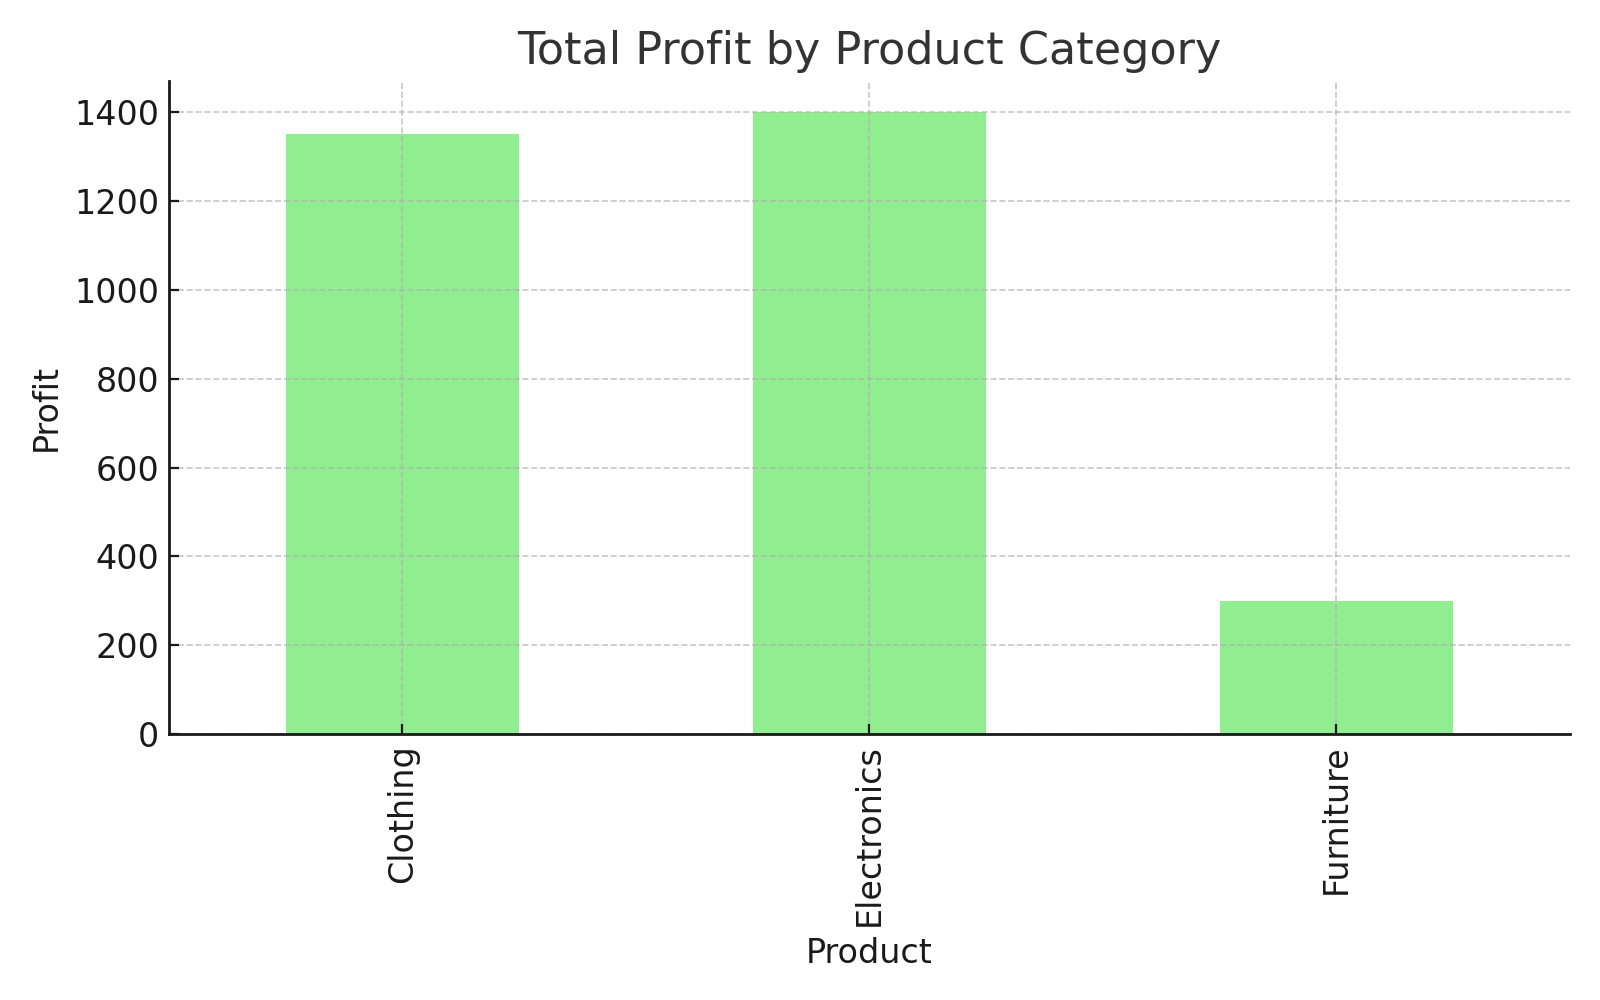 Total Profit by Product Category
1400
1200
1000
800
600
400
200
0
Profit
Clothing
Electronics
Furniture
Product